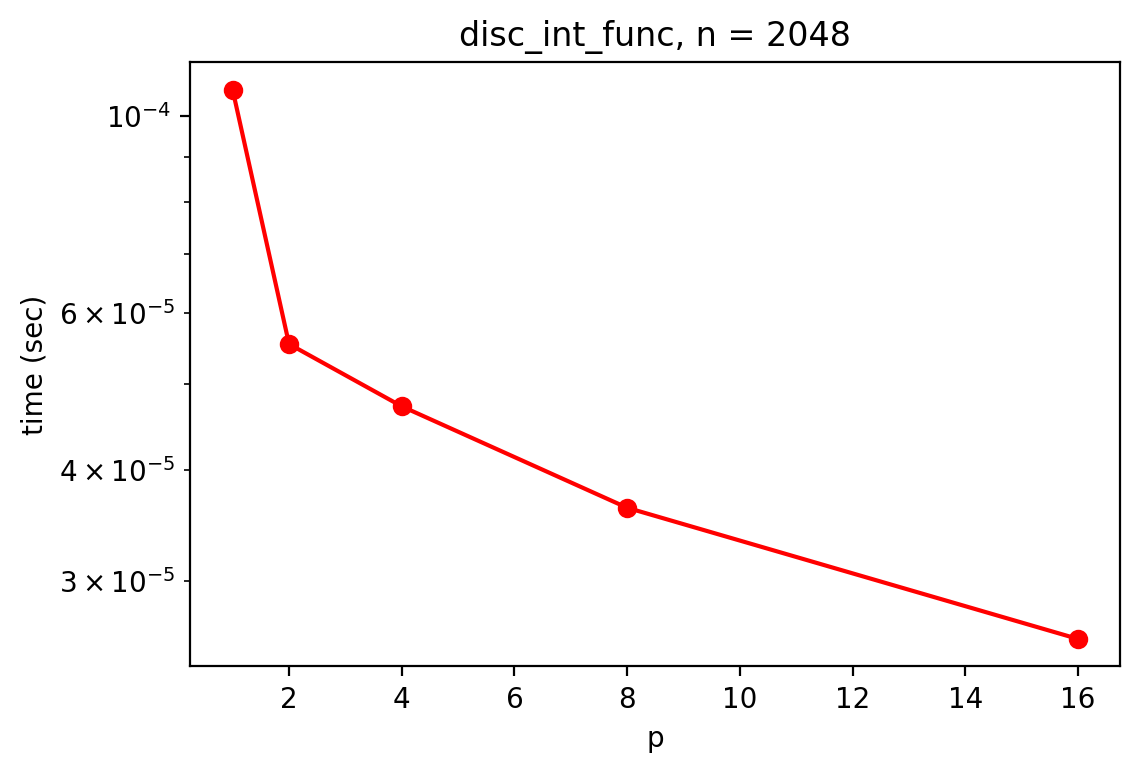 disc_int_func, n = 2048
10⁻⁴
6 × 10⁻⁵
4 × 10⁻⁵
3 × 10⁻⁵
time (sec)
2 4 6 8 10 12 14 16
p